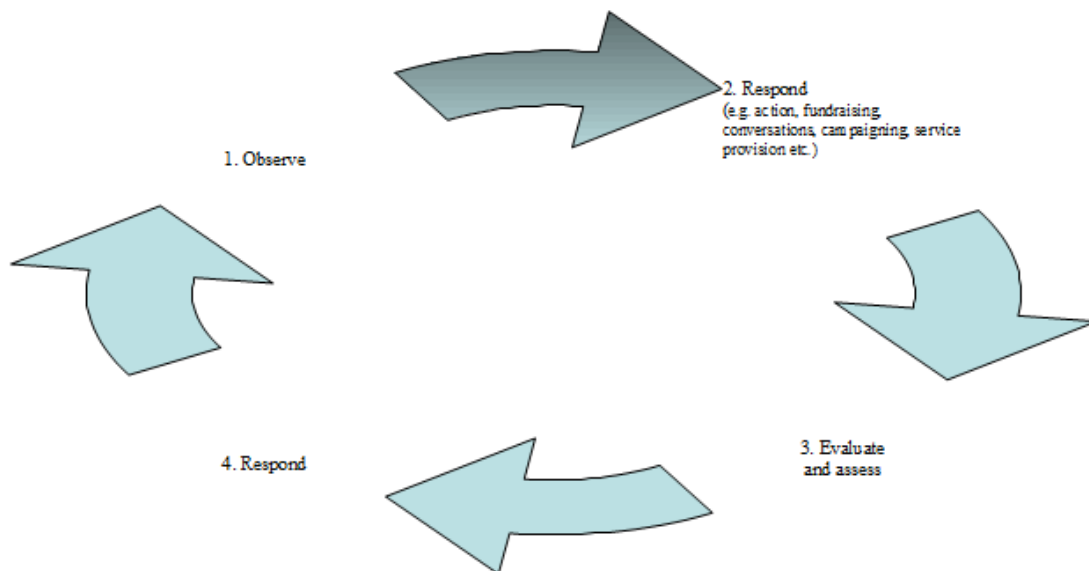 1. Observe
2. Respond
(e.g. action, fundraising,
conversations, campaigning, service
provision etc.)
3. Evaluate
and assess
4. Respond